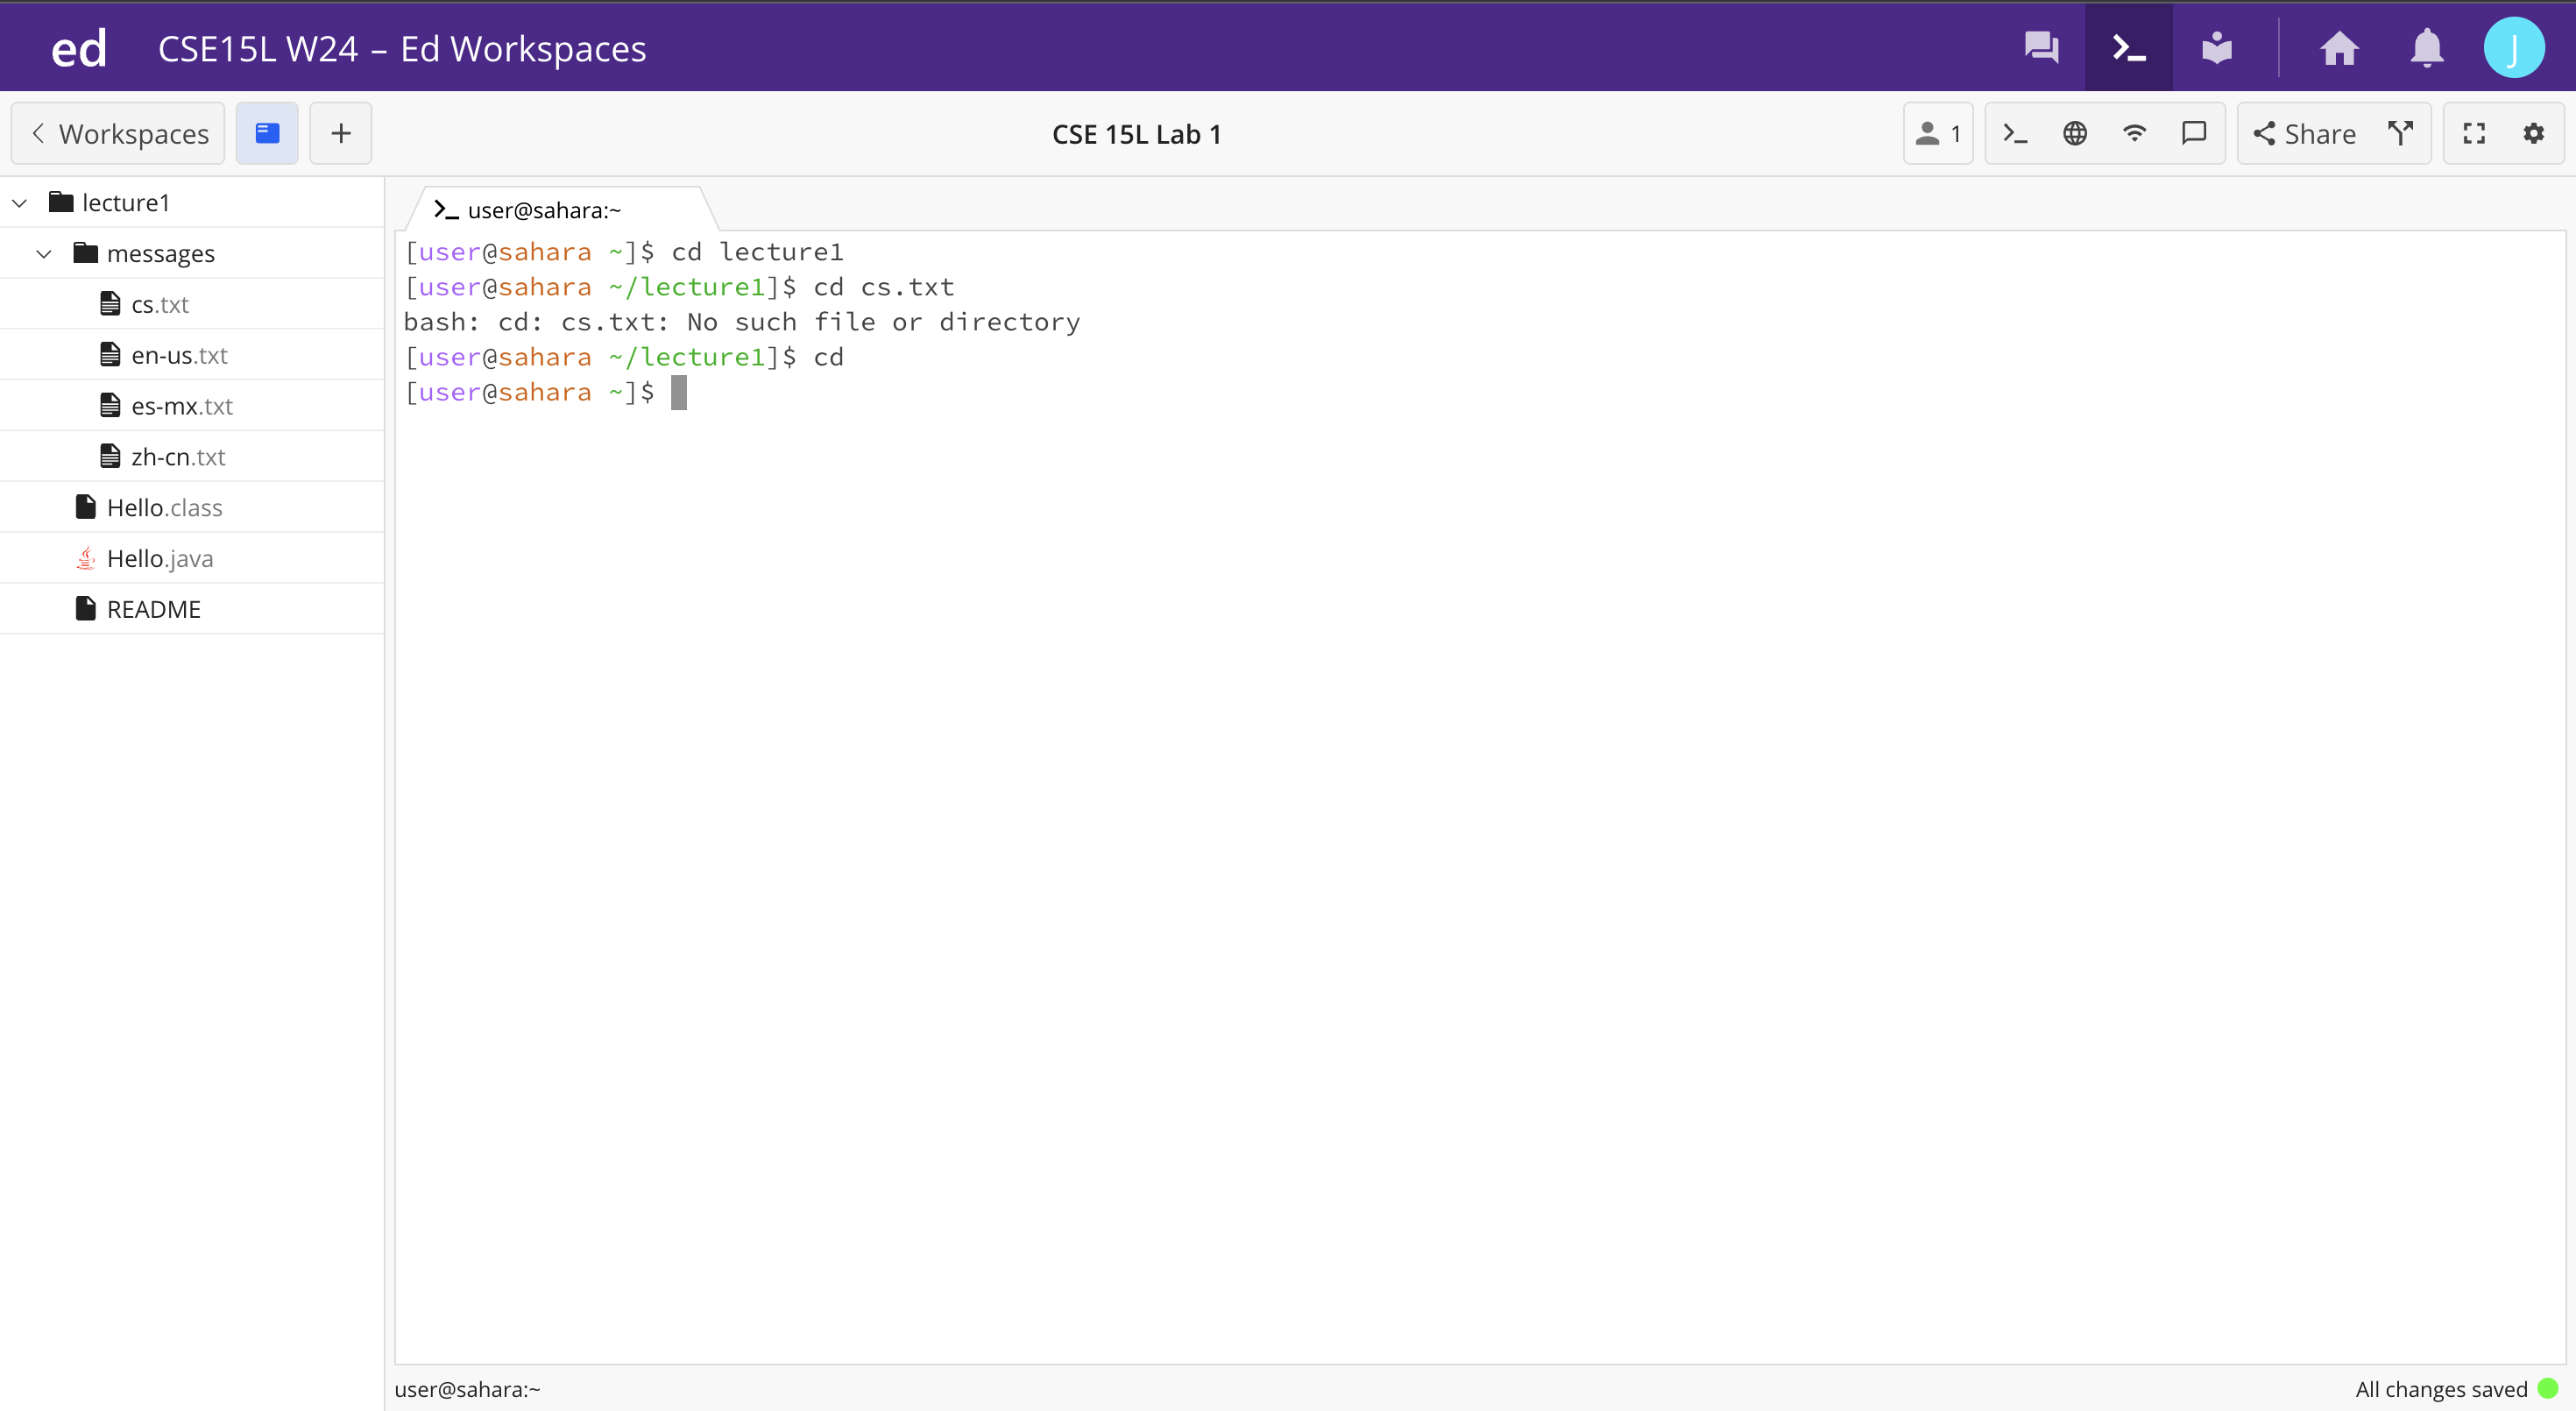 ed CSE15L W24 – Ed Workspaces J
Workspaces CSE 15L Lab 1 1 Share
lecture1
messages
cs.txt
en-us.txt
es-mx.txt
zh-cn.txt
Hello.class
Hello.java
README
user@sahara:~
[user@sahara ~]$ cd lecture1
[user@sahara ~/lecture1]$ cd cs.txt
bash: cd: cs.txt: No such file or directory
[user@sahara ~/lecture1]$ cd
[user@sahara ~]$
user@sahara:~ All changes saved